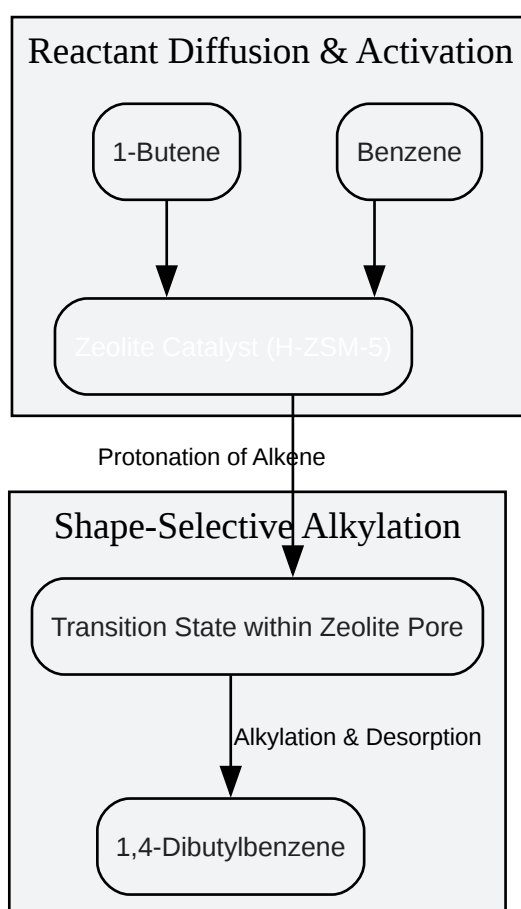 Reactant Diffusion & Activation
1-Butene
Benzene
Zeolite Catalyst (H-ZSM-5)
Protonation of Alkene
Shape-Selective Alkylation
Transition State within Zeolite Pore
Alkylation & Desorption
1,4-Dibutylbenzene